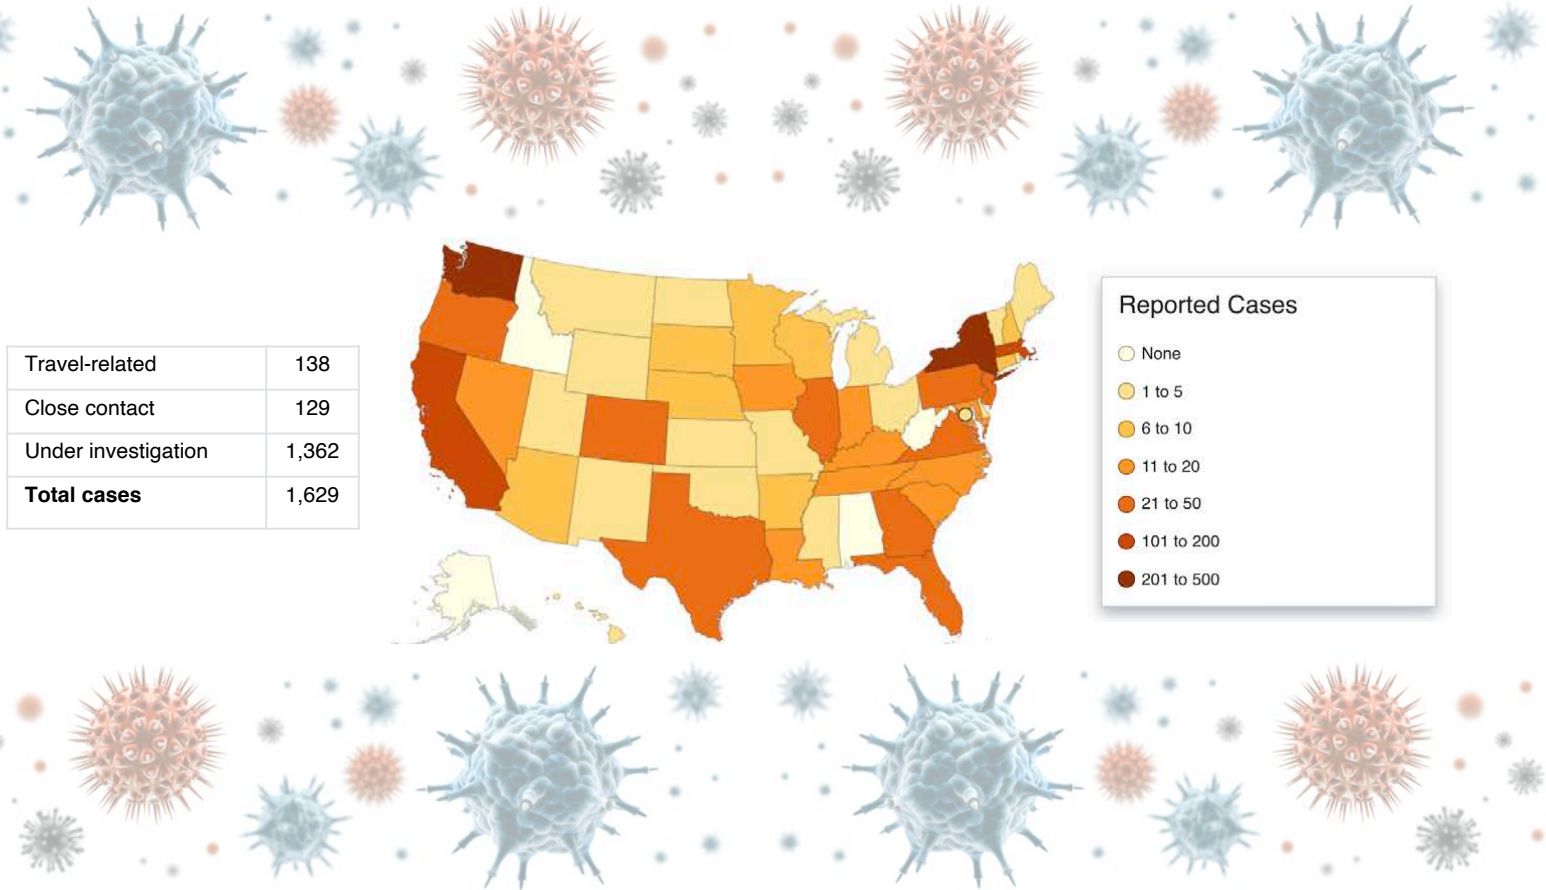 Travel-related 138
Close contact 129
Under investigation 1,362
Total cases 1,629
Reported Cases
None
1 to 5
6 to 10
11 to 20
21 to 50
101 to 200
201 to 500